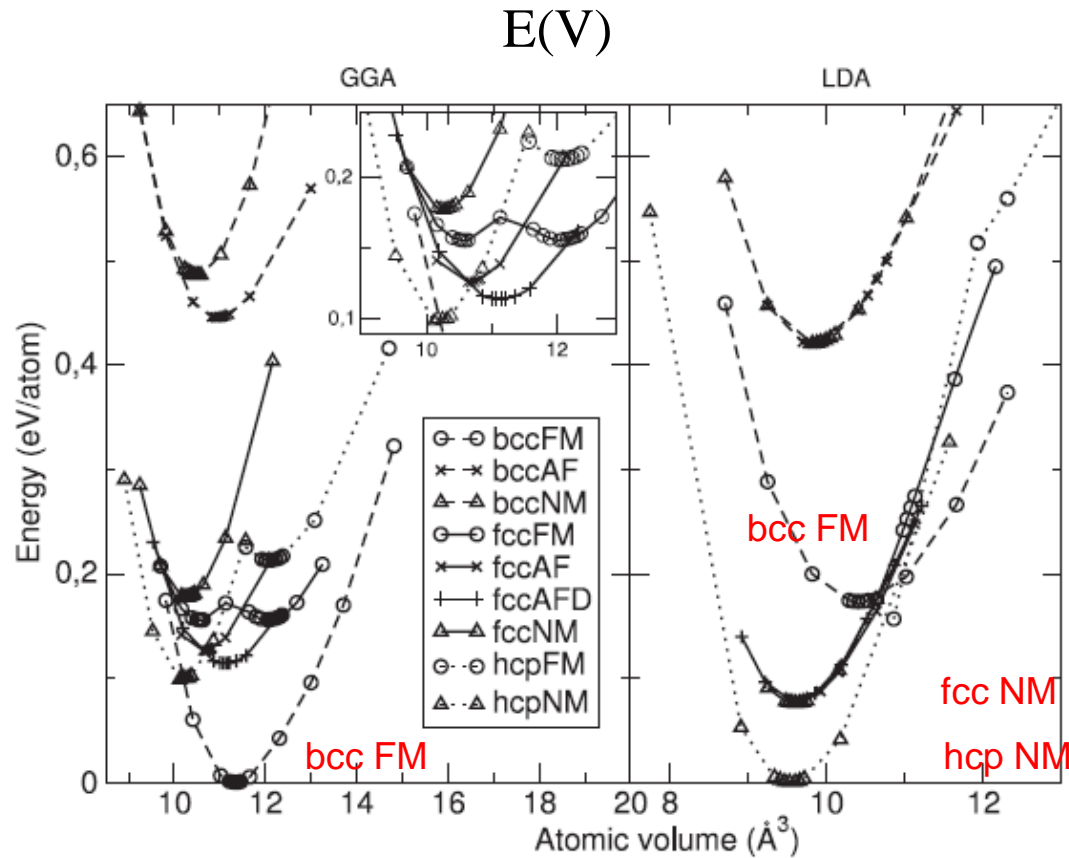 E(V)
GGA
LDA
0,6
0,4
0,2
0
0,2
0,1
10
12
bccFM
bccAF
bccNM
fccFM
fccAF
fccAFD
fccNM
hcpFM
hcpNM
bcc FM
bcc FM
fcc NM
hcp NM
10 12 14 16 18 20 8 10 12
Energy (eV/atom)
Atomic volume (Å³)